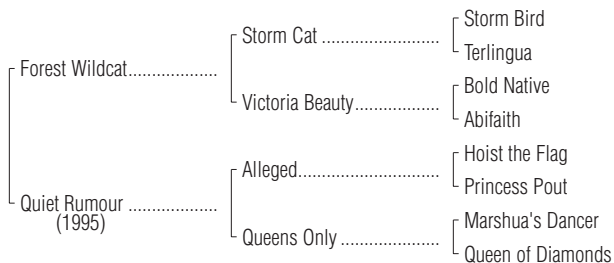 Storm Bird
Storm Cat ........................
Terlingua
Forest Wildcat..................
Bold Native
Victoria Beauty.................
Abifaith
Hoist the Flag
Alleged.............................
Princess Pout
Quiet Rumour ..................
(1995)
Marshua's Dancer
Queens Only ....................
Queen of Diamonds